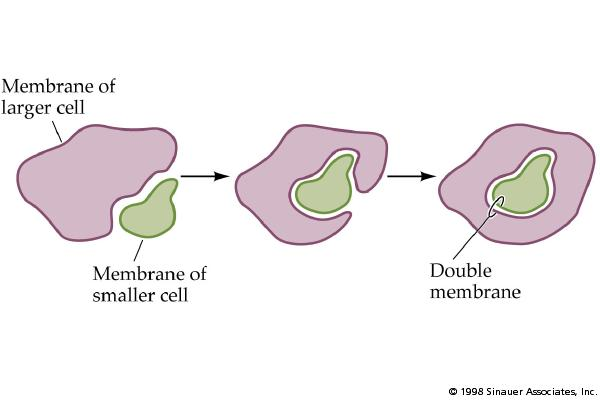 Membrane of
larger cell
Membrane of
smaller cell
Double
membrane
© 1998 Sinauer Associates, Inc.